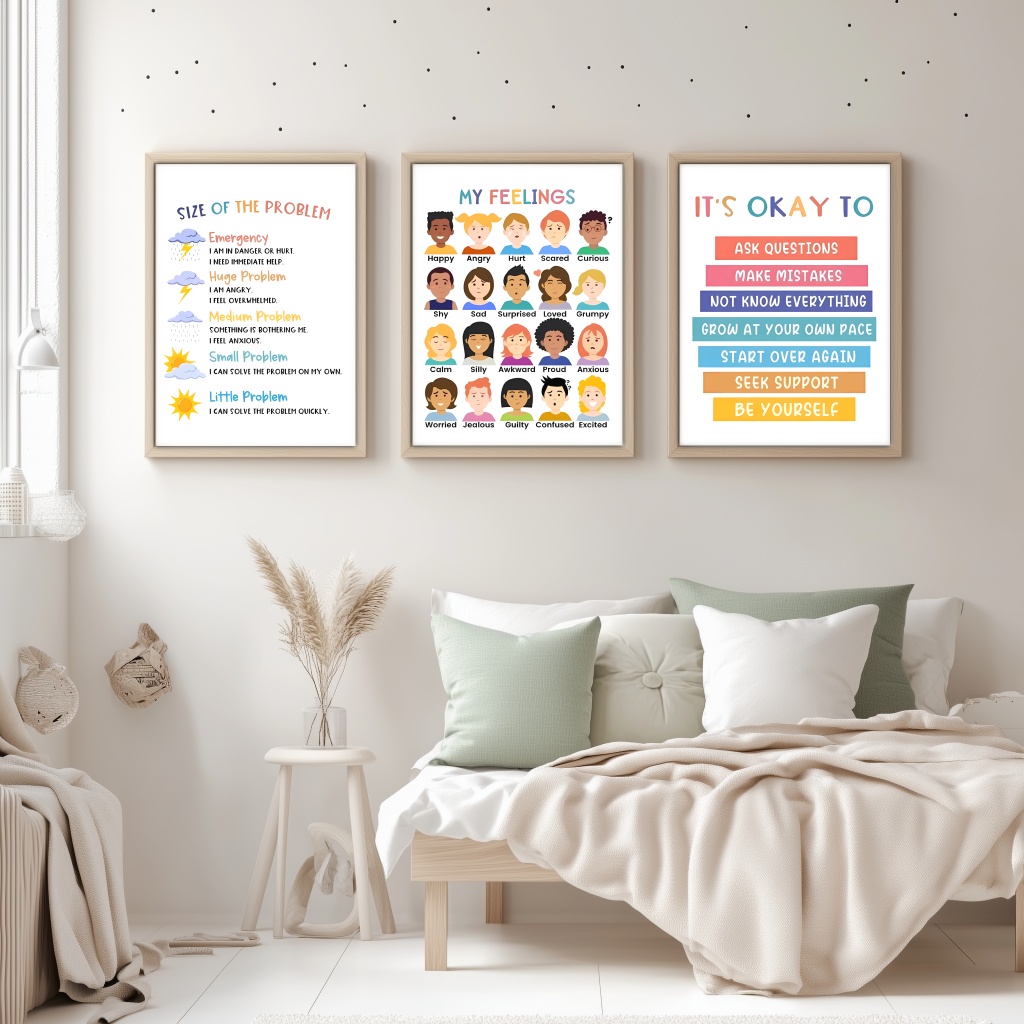 SIZE OF THE PROBLEM
Emergency
I AM IN DANGER OR HURT.
I NEED IMMEDIATE HELP.
Huge Problem
I AM ANGRY.
I FEEL OVERWHELMED.
Medium Problem
SOMETHING IS BOTHERING ME.
I FEEL ANXIOUS.
Small Problem
I CAN SOLVE THE PROBLEM ON MY OWN.
Little Problem
I CAN SOLVE THE PROBLEM QUICKLY.
MY FEELINGS
?
Happy Angry Hurt Scared Curious
Shy Sad Surprised Loved Grumpy
Calm Silly Awkward Proud Anxious
??
Worried Jealous Guilty Confused Excited
IT'S OKAY TO
ASK QUESTIONS
MAKE MISTAKES
NOT KNOW EVERYTHING
GROW AT YOUR OWN PACE
START OVER AGAIN
SEEK SUPPORT
BE YOURSELF